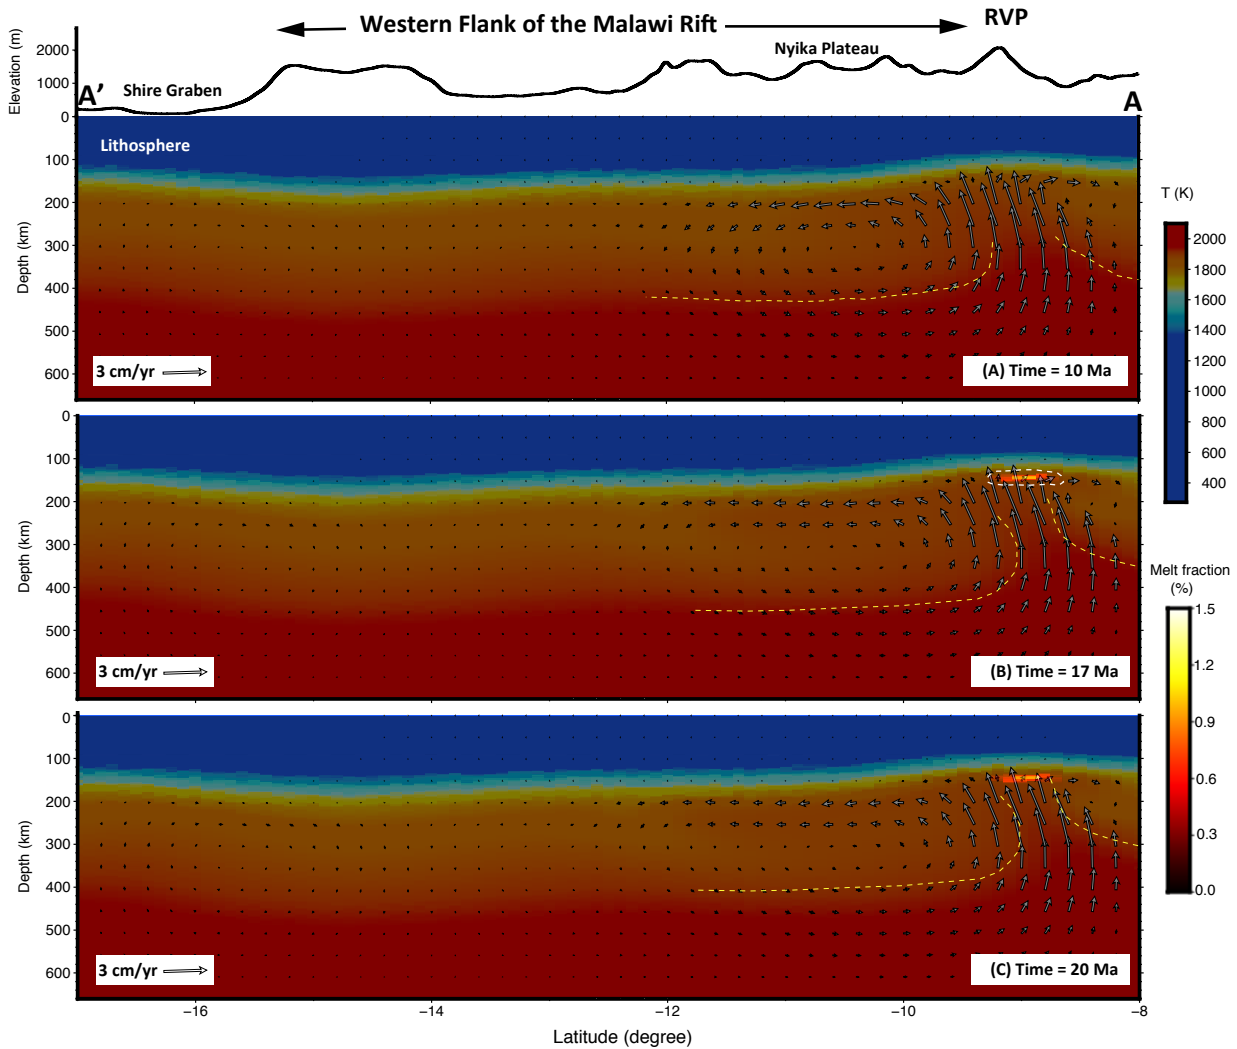 Western Flank of the Malawi Rift
RVP
Nyika Plateau
Shire Graben
A'
A
Elevation (m)
2000
1000
0
Lithosphere
100
200
300
400
500
600
Depth (km)
3 cm/yr
(A) Time = 10 Ma
T (K)
2000
1800
1600
1400
1200
1000
800
600
400
0
100
200
300
400
500
600
Depth (km)
3 cm/yr
(B) Time = 17 Ma
Melt fraction
(%)
1.5
1.2
0.9
0.6
0.3
0.0
0
100
200
300
400
500
600
Depth (km)
3 cm/yr
(C) Time = 20 Ma
−16
−14
−12
−10
−8
Latitude (degree)